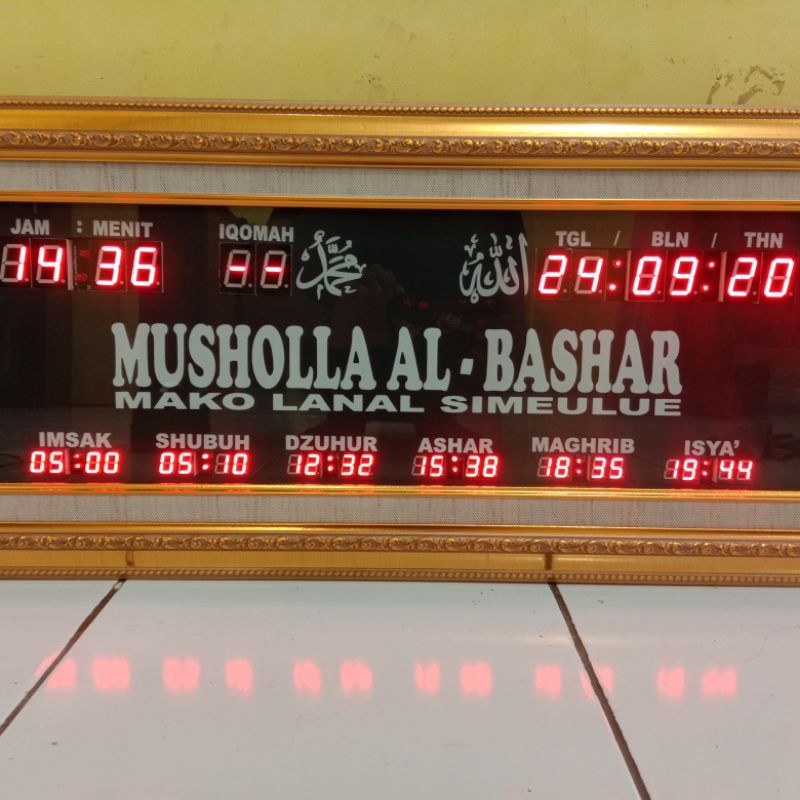 JAM : MENIT IQOMAH TGL / BLN / THN
14 36 -- محمد الله 24:09:20
MUSHOLLA AL-BASHAR
MAKO LANAL SIMEULUE
IMSAK SHUBUH DZUHUR ASHAR MAGHRIB ISYA'
05:00 05:10 12:32 15:38 18:35 19:44